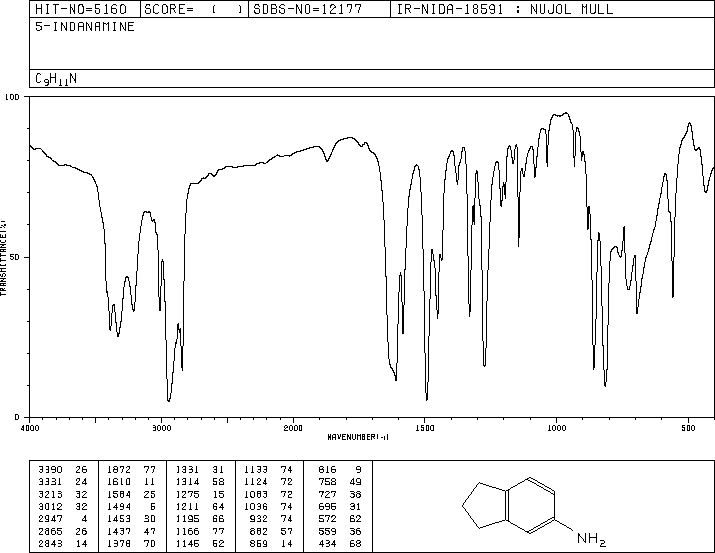 HIT-NO=5160 SCORE= ( ) SDBS-NO=12177 IR-NIDA-18591 : NUJOL MULL
5-INDANAMINE
C9H11N
100
50
0
TRANSMITTANCE(%)
4000 3000 2000 1500 1000 500
WAVENUMBER(-1)
3390 26 1872 77 1331 31 1133 74 816 9
3331 24 1610 11 1314 58 1124 72 758 49
3213 32 1584 25 1275 15 1083 72 727 38
3012 32 1494 5 1211 64 1036 74 695 31
2947 4 1453 30 1195 66 932 74 572 62
2865 26 1437 47 1166 77 882 57 559 36
2843 14 1378 70 1145 52 859 14 434 68
NH2